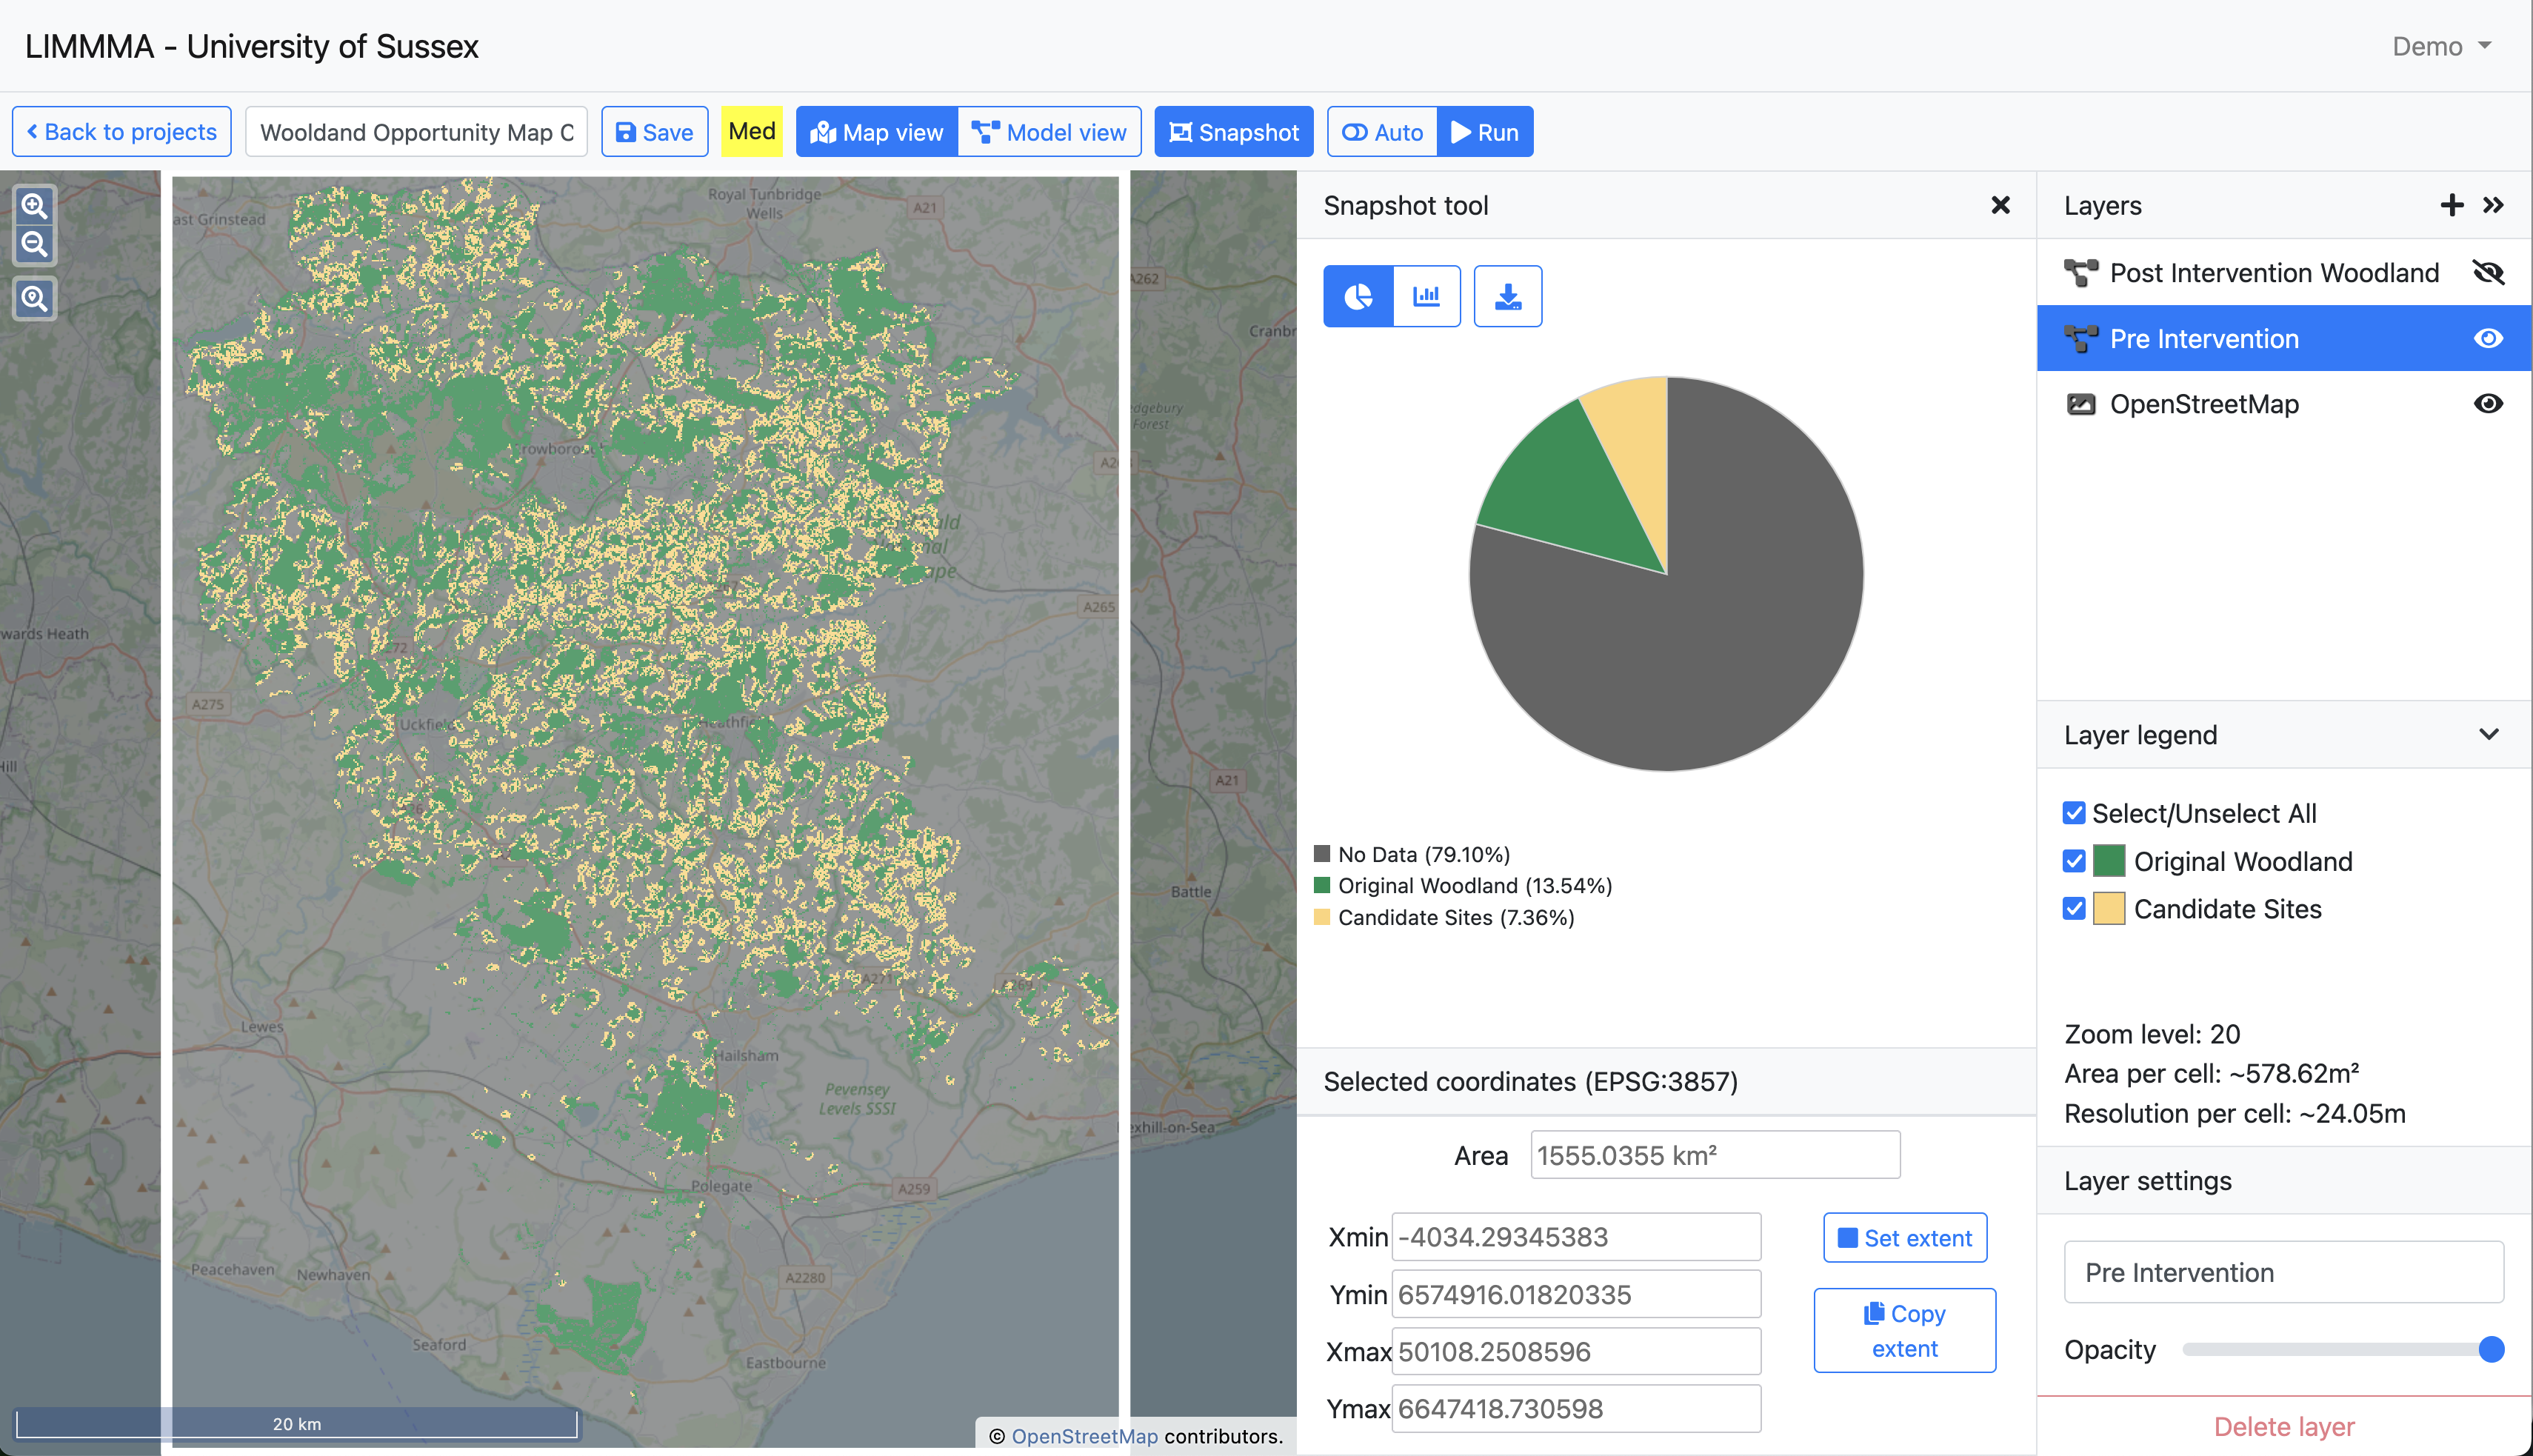 LIMMMA - University of Sussex
Demo
Back to projects
Wooldand Opportunity Map C
Save
Med
Map view
Model view
Snapshot
Auto
Run
ast Grinstead
Royal Tunbridge
Wells
A21
A262
Cranbr
edgebury
Forest
A26
A265
wards Heath
A275
Uckfield
Hill
A21
Battle
A271
A269
Lewes
Hailsham
Pevensey
Levels SSSI
exhill-on-Sea
Polegate
A259
Peacehaven
Newhaven
A2280
Seaford
Eastbourne
20 km
© OpenStreetMap contributors.
Snapshot tool
No Data (79.10%)
Original Woodland (13.54%)
Candidate Sites (7.36%)
Selected coordinates (EPSG:3857)
Area 1555.0355 km²
Xmin -4034.29345383
Ymin 6574916.01820335
Xmax 50108.2508596
Ymax 6647418.730598
Set extent
Copy
extent
Layers
Post Intervention Woodland
Pre Intervention
OpenStreetMap
Layer legend
Select/Unselect All
Original Woodland
Candidate Sites
Zoom level: 20
Area per cell: ~578.62m²
Resolution per cell: ~24.05m
Layer settings
Pre Intervention
Opacity
Delete layer